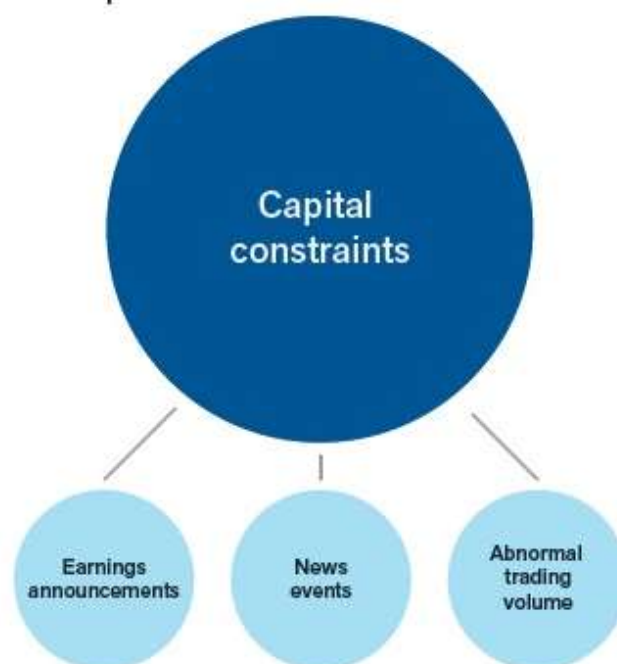 Capital
constraints
Earnings
announcements
News
events
Abnormal
trading
volume